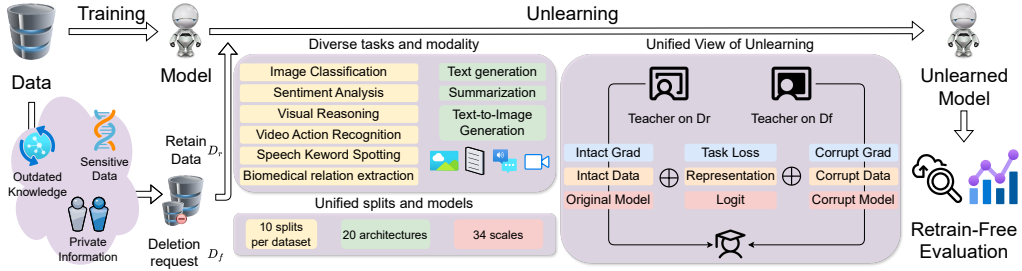 Training
Unlearning
Data
Model
Unlearned
Model
Outdated
Knowledge
Sensitive
Data
Private
Information
Retain
Data
D_r
Deletion
request
D_f
Diverse tasks and modality
Image Classification
Sentiment Analysis
Visual Reasoning
Video Action Recognition
Speech Keword Spotting
Biomedical relation extraction
Text generation
Summarization
Text-to-Image
Generation
Unified splits and models
10 splits
per dataset
20 architectures
34 scales
Unified View of Unlearning
Teacher on Dr
Teacher on Df
Intact Grad
Task Loss
Corrupt Grad
Intact Data
Representation
Corrupt Data
Original Model
Logit
Corrupt Model
Retrain-Free
Evaluation